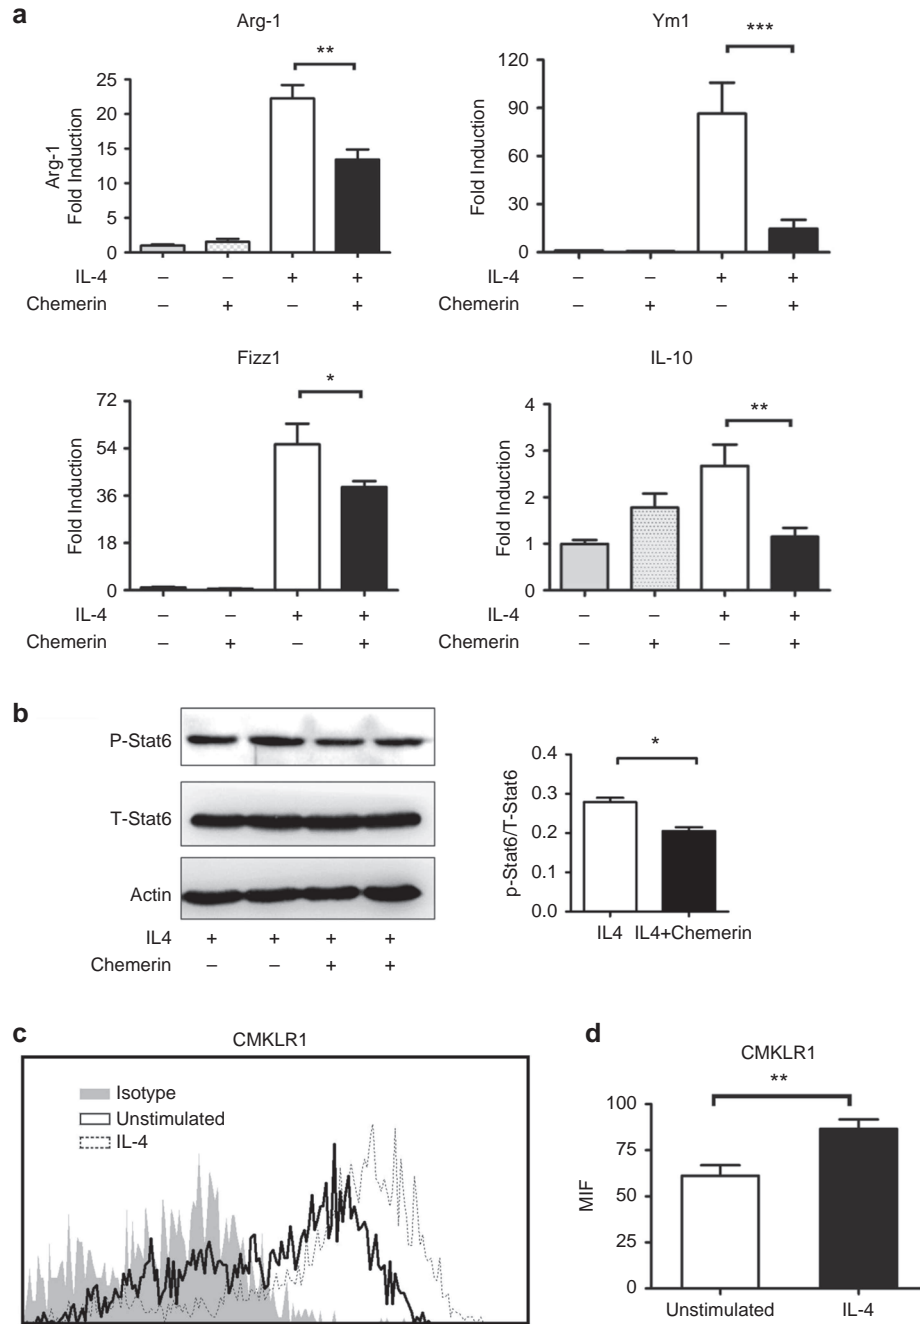 a
Arg-1
**
Arg-1
Fold Induction
25
20
15
10
5
0
IL-4 – – + +
Chemerin – + – +
Ym1
***
Fold Induction
120
90
60
30
0
IL-4 – – + +
Chemerin – + – +
Fizz1
*
Fold Induction
72
54
36
18
0
IL-4 – – + +
Chemerin – + – +
IL-10
**
Fold Induction
4
3
2
1
0
IL-4 – – + +
Chemerin – + – +
b
P-Stat6
T-Stat6
Actin
IL4 + + + +
Chemerin – – + +
*
p-Stat6/T-Stat6
0.4
0.3
0.2
0.1
0.0
IL4 IL4+Chemerin
c
CMKLR1
Isotype
Unstimulated
IL-4
d
CMKLR1
**
MIF
100
75
50
25
0
Unstimulated IL-4